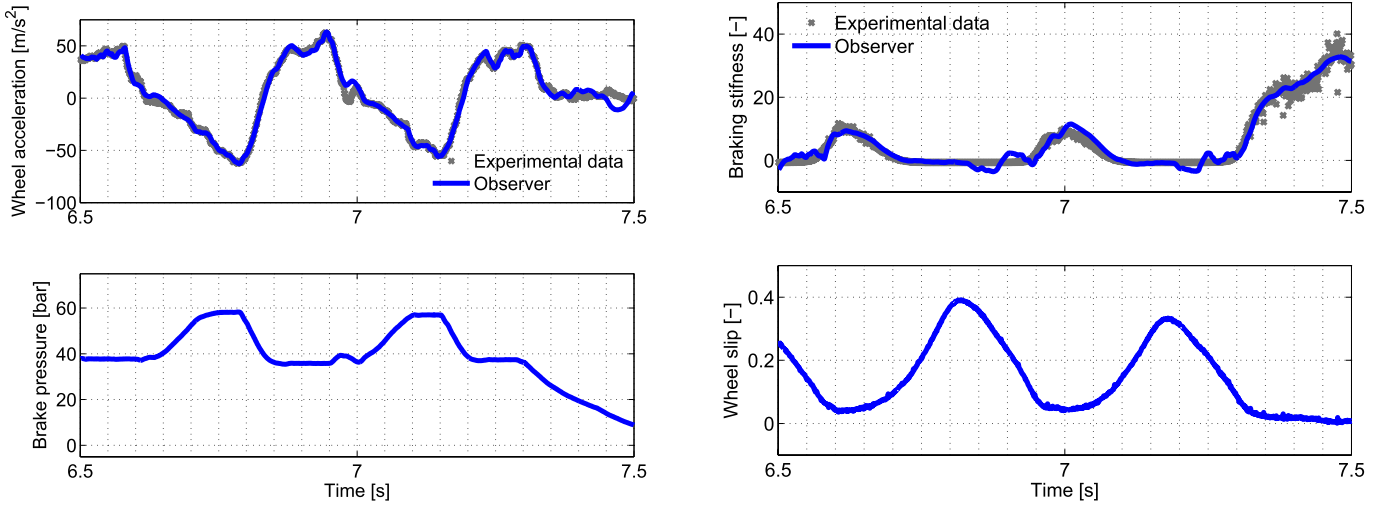 Wheel acceleration [m/s²]
50
0
−50
−100
6.5
7
7.5
Experimental data
Observer
Braking stifness [−]
40
20
0
6.5
7
7.5
Experimental data
Observer
Brake pressure [bar]
60
40
20
0
6.5
7
7.5
Time [s]
Wheel slip [−]
0.4
0.2
0
6.5
7
7.5
Time [s]